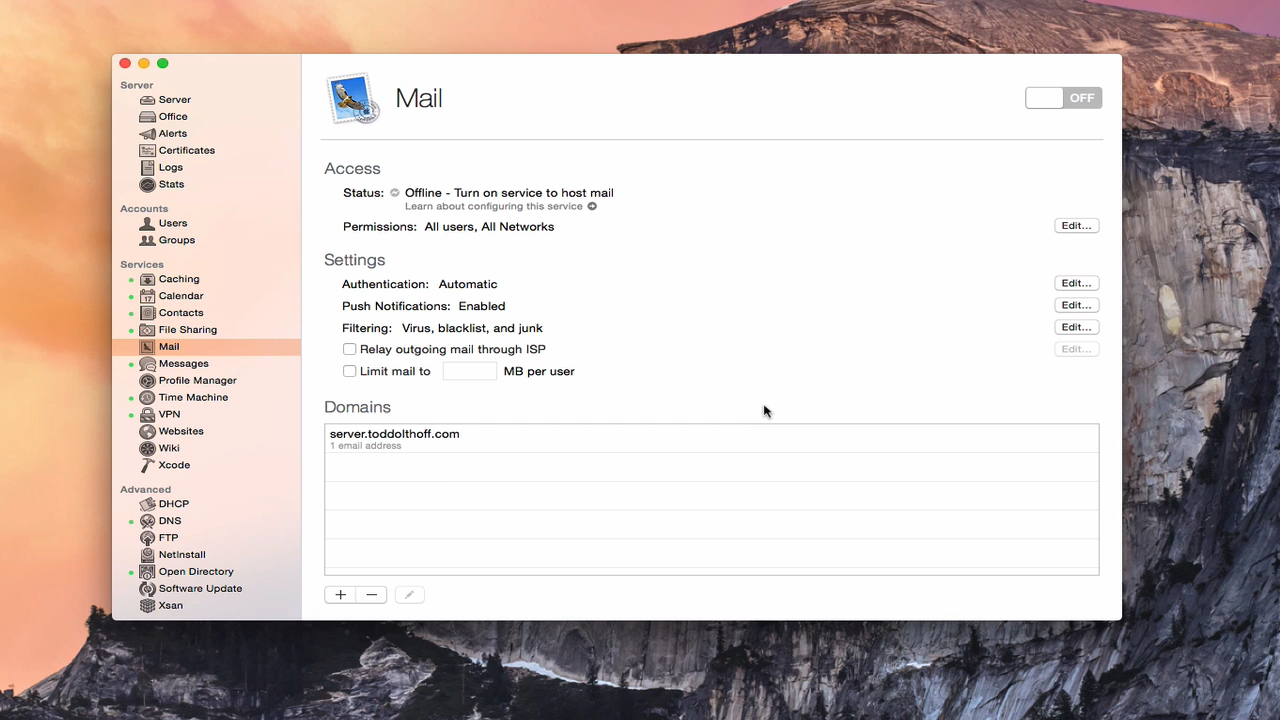 Server
Server
Office
Alerts
Certificates
Logs
Stats
Accounts
Users
Groups
Services
Caching
Calendar
17
Contacts
File Sharing
Mail
Messages
Profile Manager
Time Machine
VPN
Websites
Wiki
Xcode
Advanced
DHCP
DNS
FTP
NetInstall
Open Directory
Software Update
Xsan
Mail
OFF
Access
Status: Offline - Turn on service to host mail
Learn about configuring this service
Permissions: All users, All Networks Edit...
Settings
Authentication: Automatic Edit...
Push Notifications: Enabled Edit...
Filtering: Virus, blacklist, and junk Edit...
Relay outgoing mail through ISP Edit...
Limit mail to MB per user
Domains
server.toddolthoff.com
1 email address